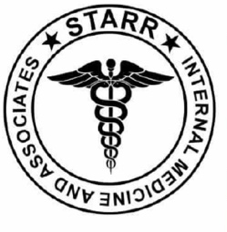 STARR
INTERNAL MEDICINE AND ASSOCIATES